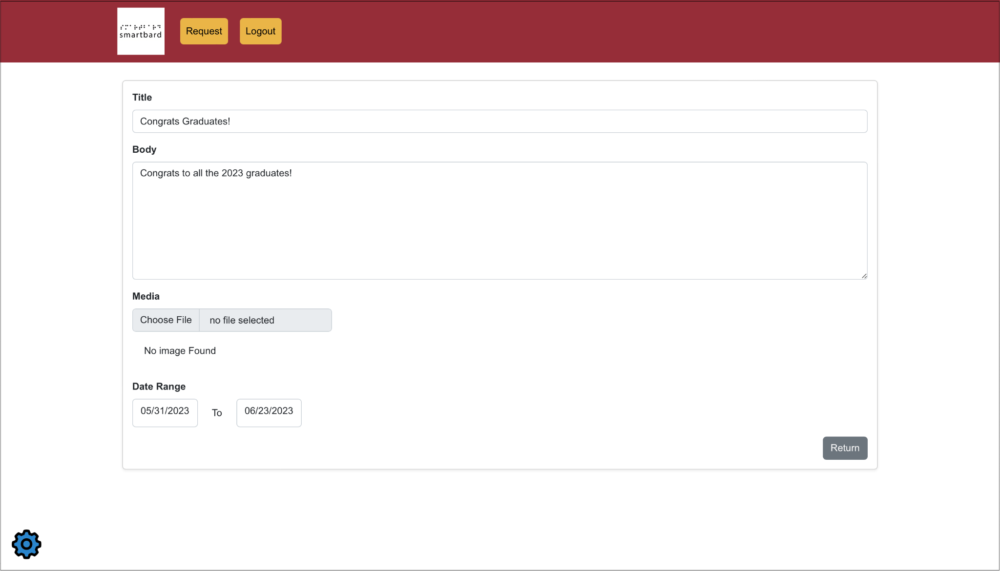 smartbard
Request
Logout
Title
Congrats Graduates!
Body
Congrats to all the 2023 graduates!
Media
Choose File
no file selected
No image Found
Date Range
05/31/2023
To
06/23/2023
Return